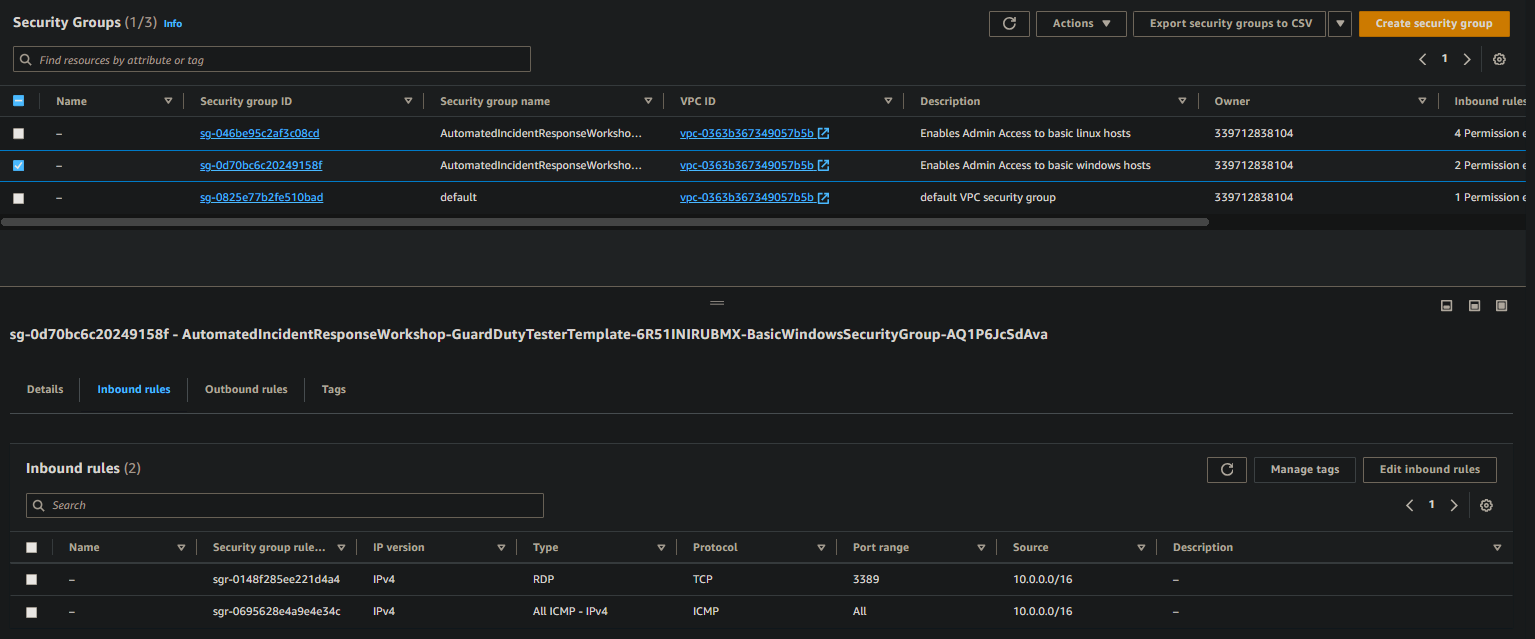 Security Groups (1/3) Info
Actions Export security groups to CSV Create security group
Find resources by attribute or tag
1
Name Security group ID Security group name VPC ID Description Owner Inbound rules
– sg-046be95c2af3c08cd AutomatedIncidentResponseWorksho... vpc-0363b367349057b5b Enables Admin Access to basic linux hosts 339712838104 4 Permission e
– sg-0d70bc6c20249158f AutomatedIncidentResponseWorksho... vpc-0363b367349057b5b Enables Admin Access to basic windows hosts 339712838104 2 Permission e
– sg-0825e77b2fe510bad default vpc-0363b367349057b5b default VPC security group 339712838104 1 Permission e
sg-0d70bc6c20249158f - AutomatedIncidentResponseWorkshop-GuardDutyTesterTemplate-6R51INIRUBMX-BasicWindowsSecurityGroup-AQ1P6JcSdAva
Details Inbound rules Outbound rules Tags
Inbound rules (2)
Manage tags Edit inbound rules
Search
1
Name Security group rule... IP version Type Protocol Port range Source Description
– sgr-0148f285ee221d4a4 IPv4 RDP TCP 3389 10.0.0.0/16 –
– sgr-0695628e4a9e4e34c IPv4 All ICMP - IPv4 ICMP All 10.0.0.0/16 –